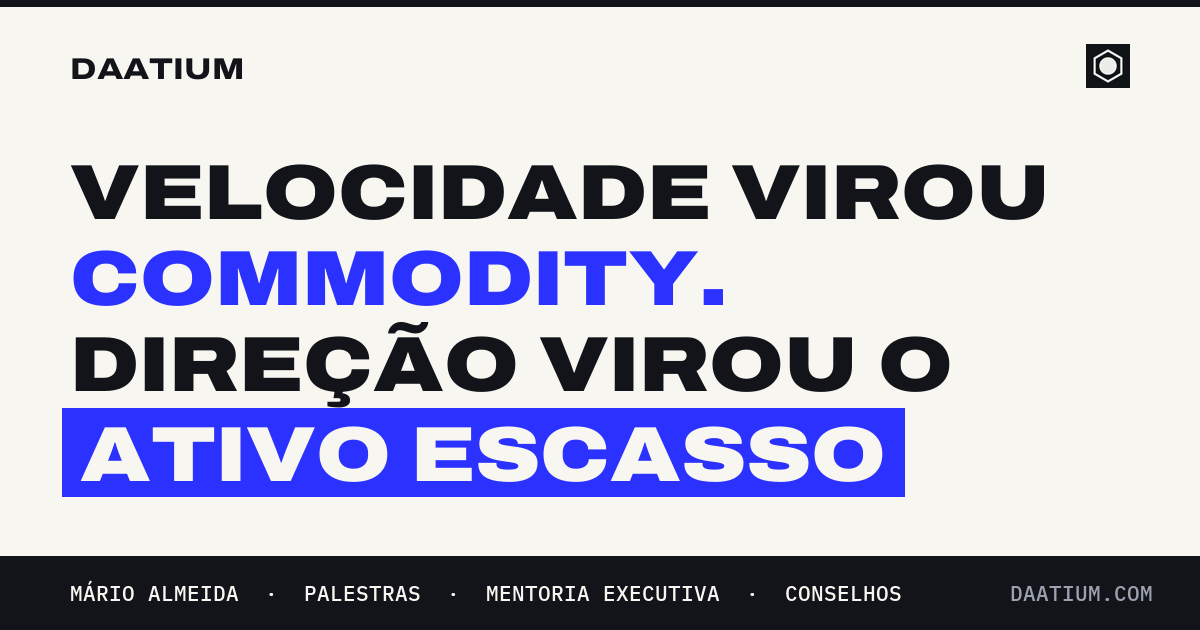 DAATIUM
VELOCIDADE VIROU
COMMODITY.
DIREÇÃO VIROU O
ATIVO ESCASSO
MÁRIO ALMEIDA · PALESTRAS · MENTORIA EXECUTIVA · CONSELHOS DAATIUM.COM